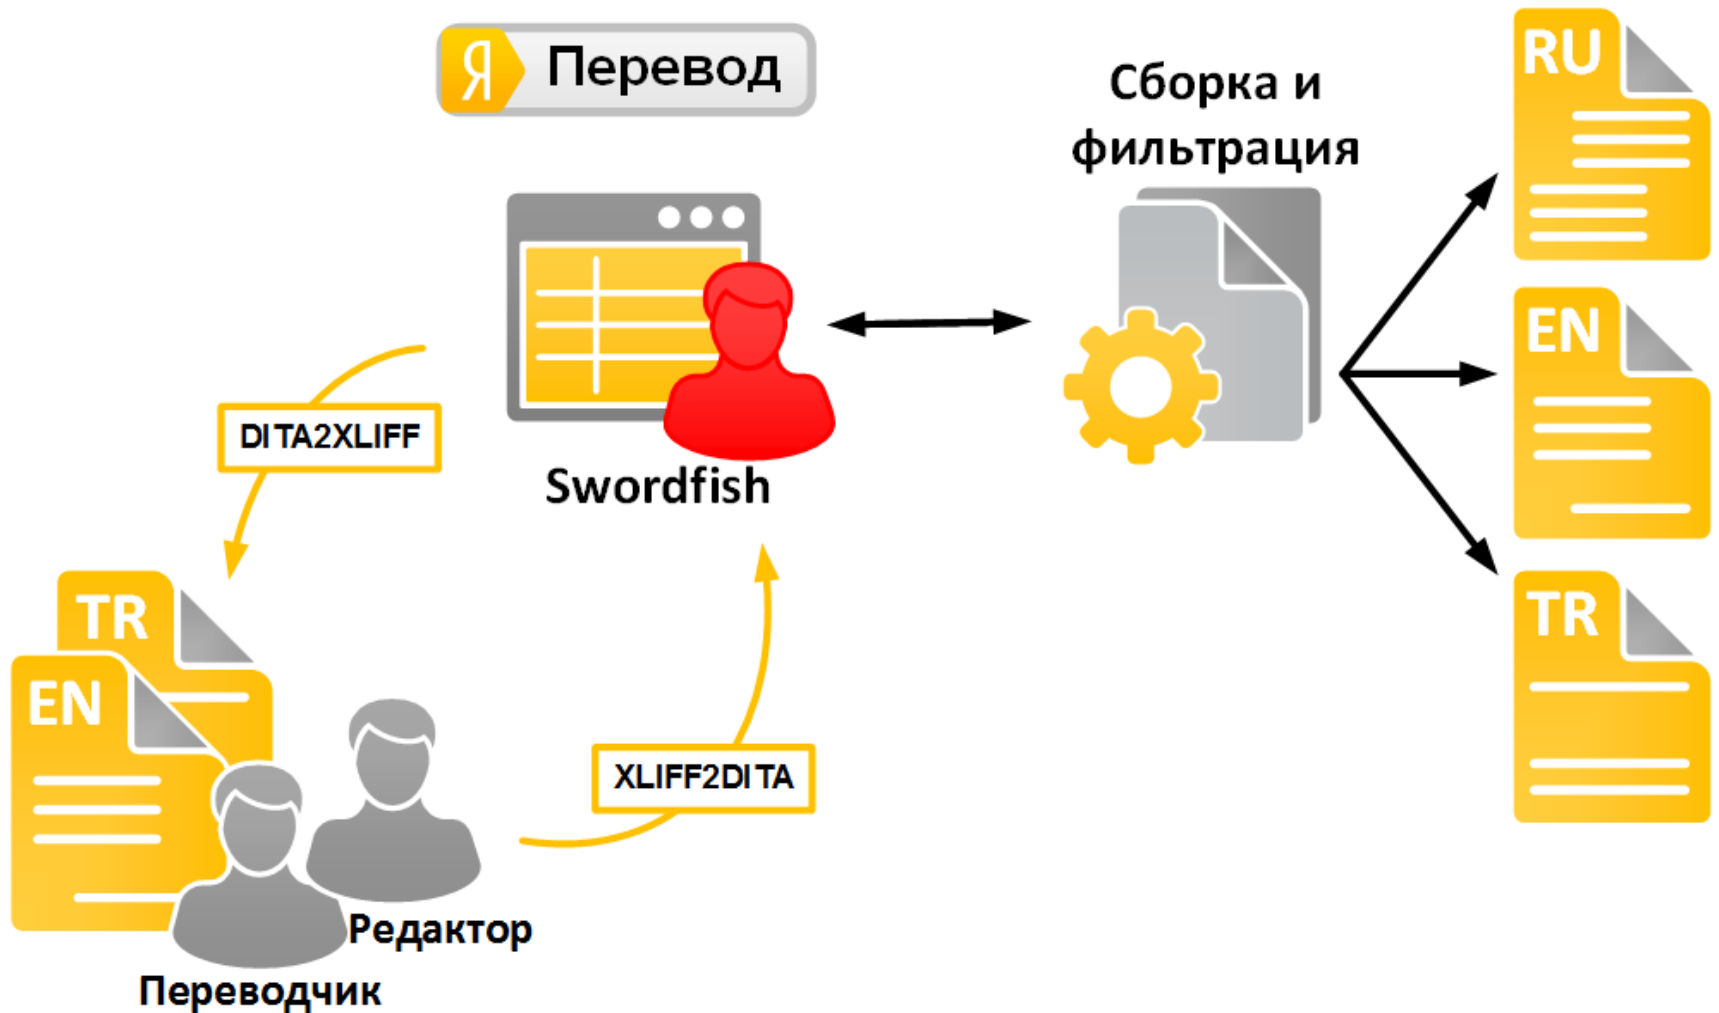 Я Перевод
Сборка и
фильтрация
RU
EN
TR
DITA2XLIFF
Swordfish
TR
EN
XLIFF2DITA
Редактор
Переводчик